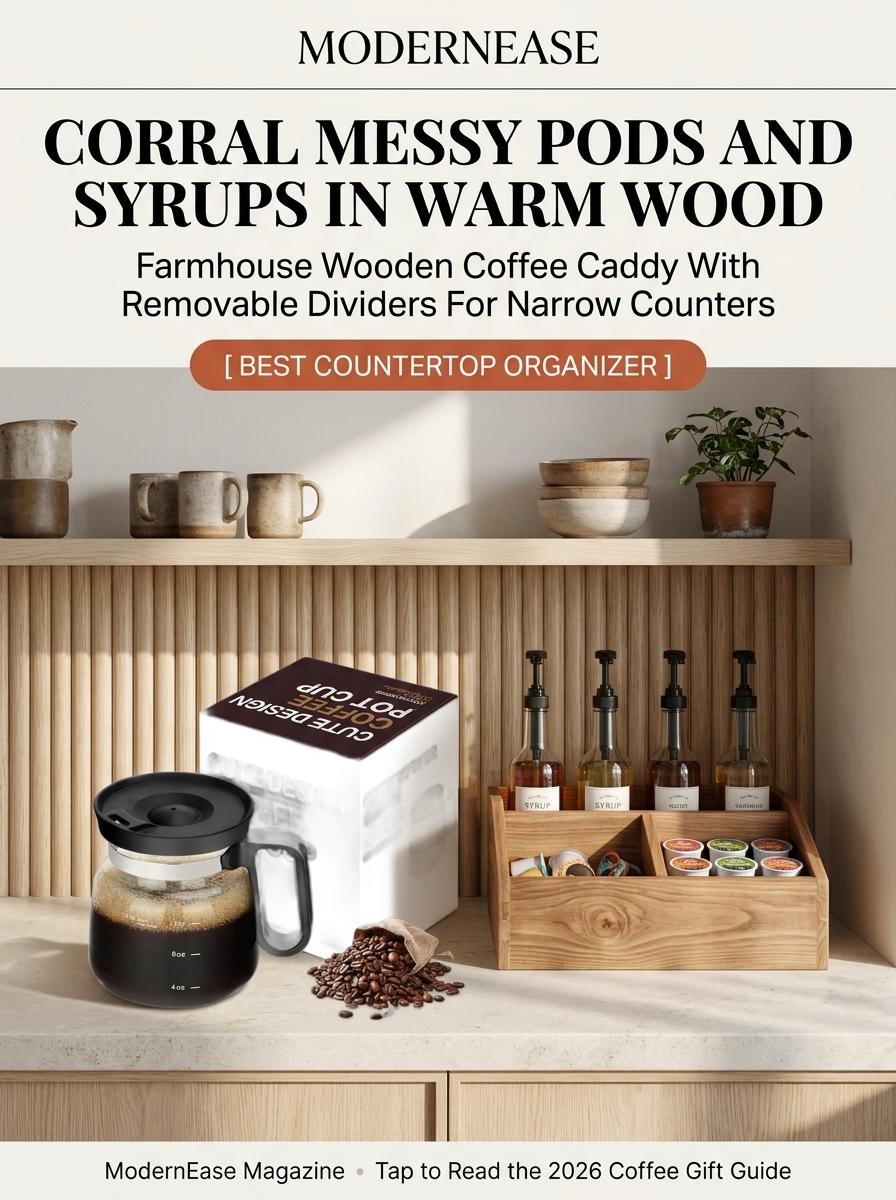 MODERNEASE
CORRAL MESSY PODS AND
SYRUPS IN WARM WOOD
Farmhouse Wooden Coffee Caddy With
Removable Dividers For Narrow Counters
[ BEST COUNTERTOP ORGANIZER ]
CUTE DESIGN
COFFEE
POT CUP
SYRUP
SYRUP
8oz
4oz
ModernEase Magazine • Tap to Read the 2026 Coffee Gift Guide